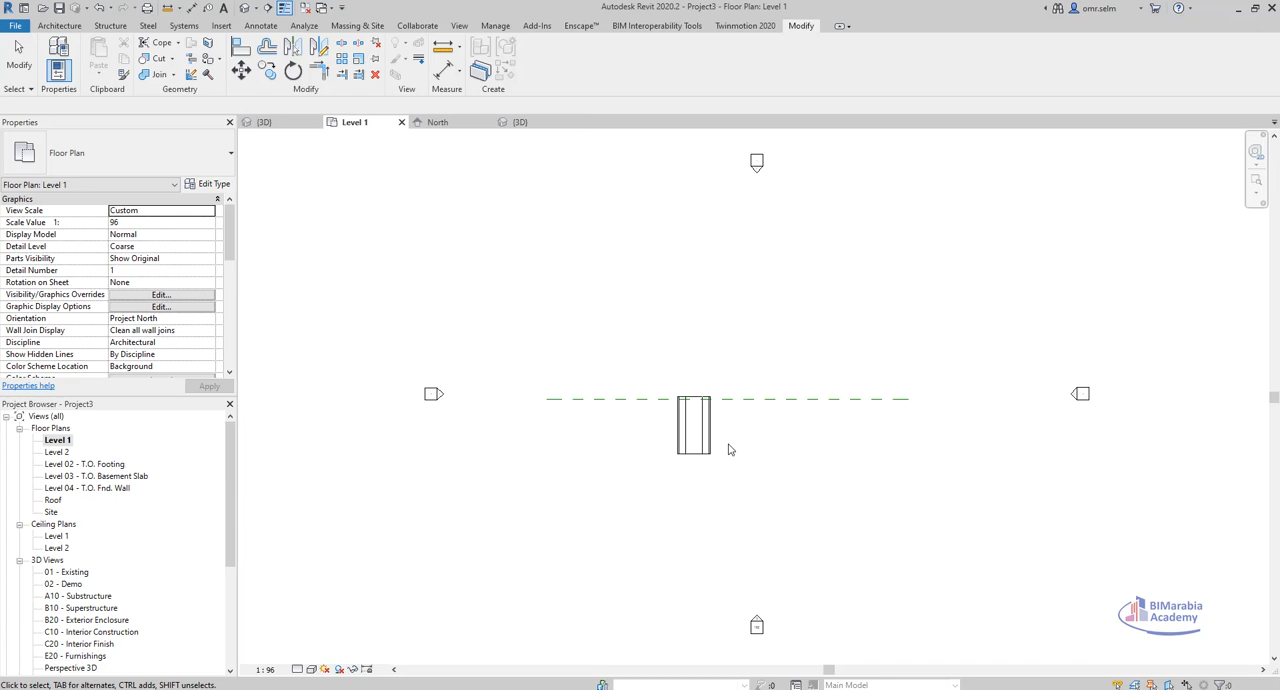 Autodesk Revit 2020.2 - Project3 - Floor Plan: Level 1
omr.selm
File Architecture Structure Steel Systems Insert Annotate Analyze Massing & Site Collaborate View Manage Add-Ins Enscape™ BIM Interoperability Tools Twinmotion 2020 Modify
Cope
Cut
Join
Modify
Paste
Select Properties Clipboard Geometry Modify View Measure Create
Properties
{3D} Level 1 North {3D}
Floor Plan
Floor Plan: Level 1 Edit Type
Graphics
View Scale Custom
Scale Value 1: 96
Display Model Normal
Detail Level Coarse
Parts Visibility Show Original
Detail Number 1
Rotation on Sheet None
Visibility/Graphics Overrides Edit...
Graphic Display Options Edit...
Orientation Project North
Wall Join Display Clean all wall joins
Discipline Architectural
Show Hidden Lines By Discipline
Color Scheme Location Background
Properties help Apply
Project Browser - Project3
Views (all)
Floor Plans
Level 1
Level 2
Level 02 - T.O. Footing
Level 03 - T.O. Basement Slab
Level 04 - T.O. Fnd. Wall
Roof
Site
Ceiling Plans
Level 1
Level 2
3D Views
01 - Existing
02 - Demo
A10 - Substructure
B10 - Superstructure
B20 - Exterior Enclosure
C10 - Interior Construction
C20 - Interior Finish
E20 - Furnishings
Perspective 3D
BIMarabia
Academy
1 : 96
Click to select, TAB for alternates, CTRL adds, SHIFT unselects.
:0
Main Model
:0